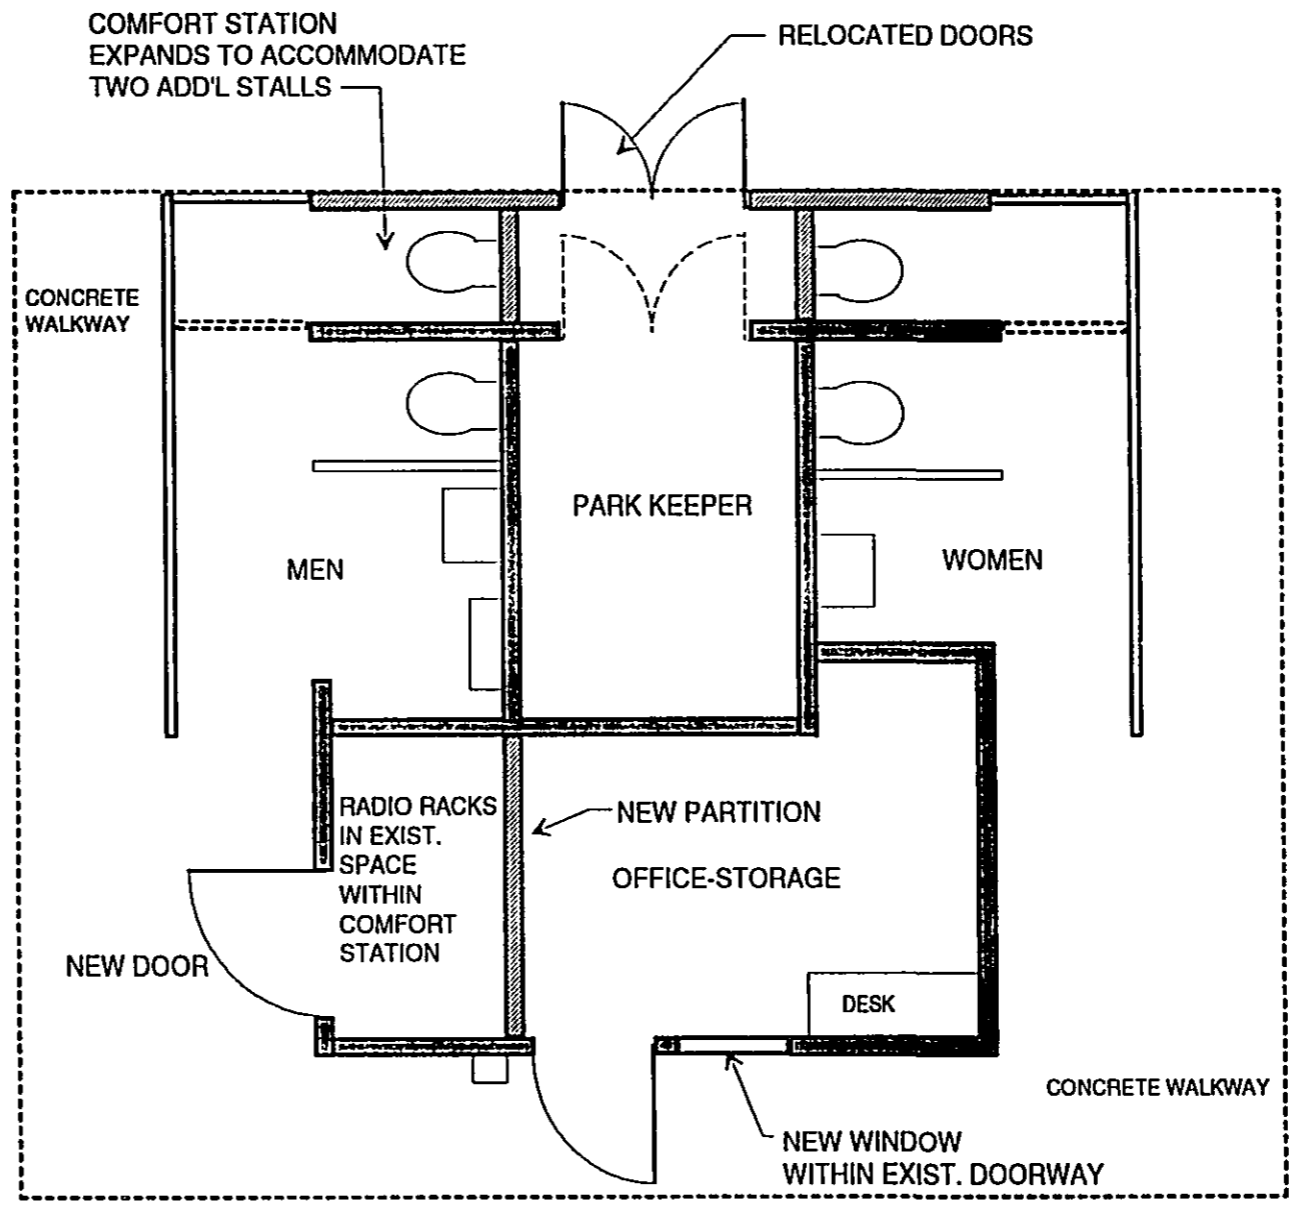 COMFORT STATION
EXPANDS TO ACCOMMODATE
TWO ADD'L STALLS
RELOCATED DOORS
CONCRETE
WALKWAY
PARK KEEPER
MEN
WOMEN
RADIO RACKS
IN EXIST.
SPACE
WITHIN
COMFORT
STATION
NEW PARTITION
OFFICE-STORAGE
NEW DOOR
DESK
CONCRETE WALKWAY
NEW WINDOW
WITHIN EXIST. DOORWAY